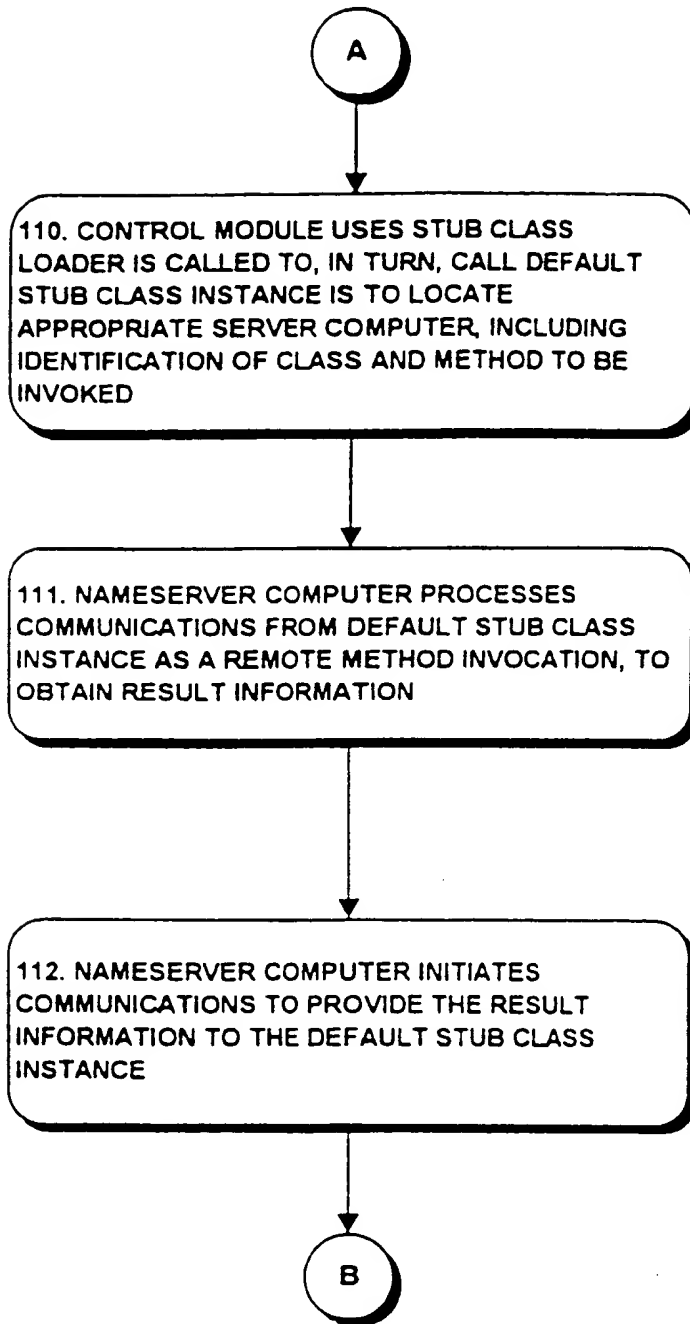 A
110. CONTROL MODULE USES STUB CLASS
LOADER IS CALLED TO, IN TURN, CALL DEFAULT
STUB CLASS INSTANCE IS TO LOCATE
APPROPRIATE SERVER COMPUTER, INCLUDING
IDENTIFICATION OF CLASS AND METHOD TO BE
INVOKED
111. NAMESERVER COMPUTER PROCESSES
COMMUNICATIONS FROM DEFAULT STUB CLASS
INSTANCE AS A REMOTE METHOD INVOCATION, TO
OBTAIN RESULT INFORMATION
112. NAMESERVER COMPUTER INITIATES
COMMUNICATIONS TO PROVIDE THE RESULT
INFORMATION TO THE DEFAULT STUB CLASS
INSTANCE
B